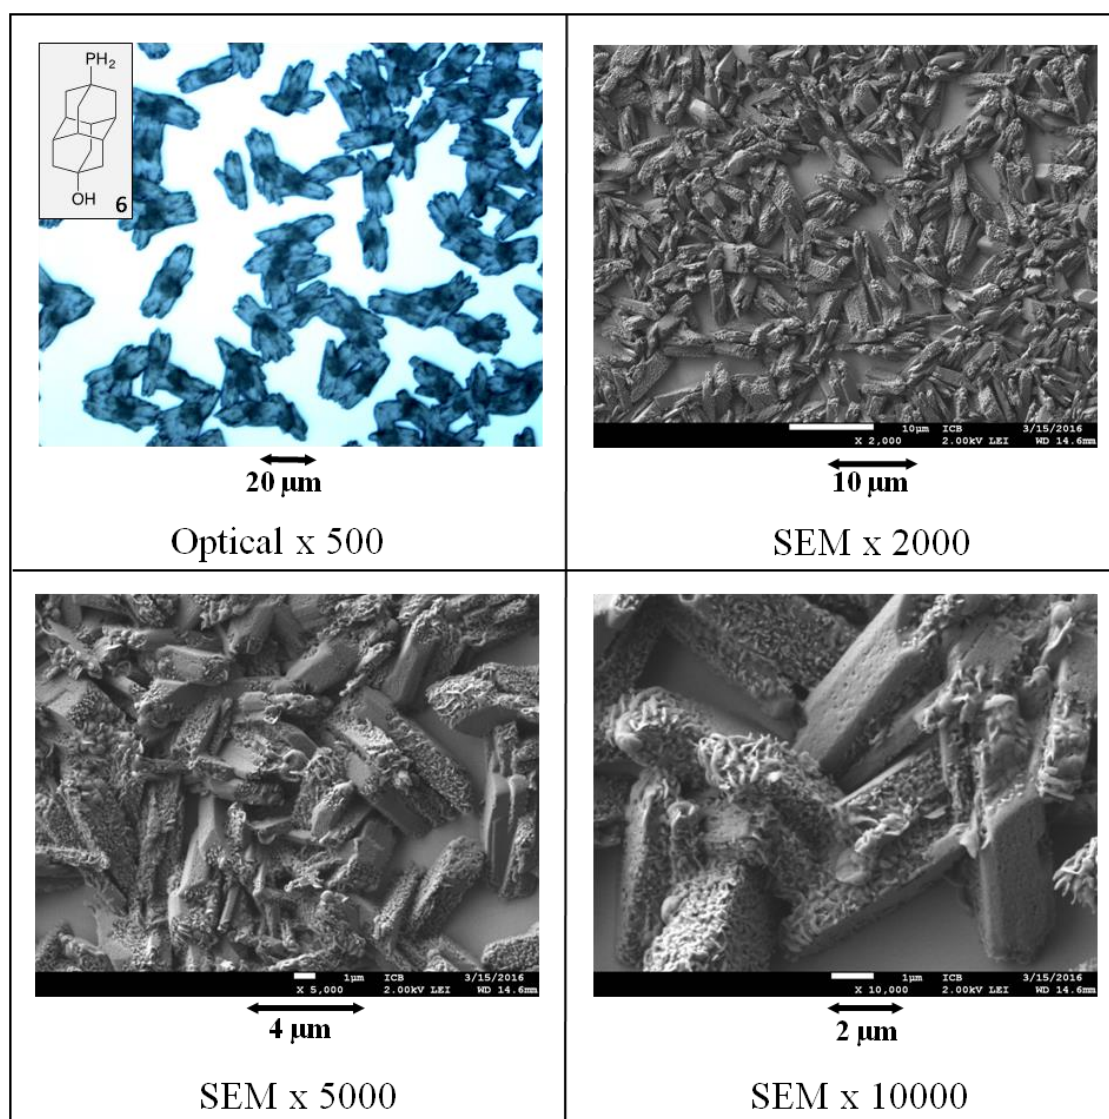 PH2
OH
6
20 µm
Optical x 500
10µm ICB 3/15/2016
X 2,000 2.00kV LEI WD 14.6mm
10 µm
SEM x 2000
1µm ICB 3/15/2016
X 5,000 2.00kV LEI WD 14.6mm
4 µm
SEM x 5000
1µm ICB 3/15/2016
X 10,000 2.00kV LEI WD 14.6mm
2 µm
SEM x 10000